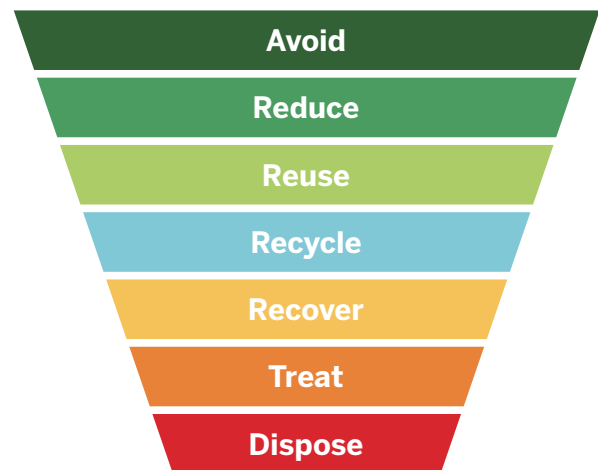 Avoid
Reduce
Reuse
Recycle
Recover
Treat
Dispose